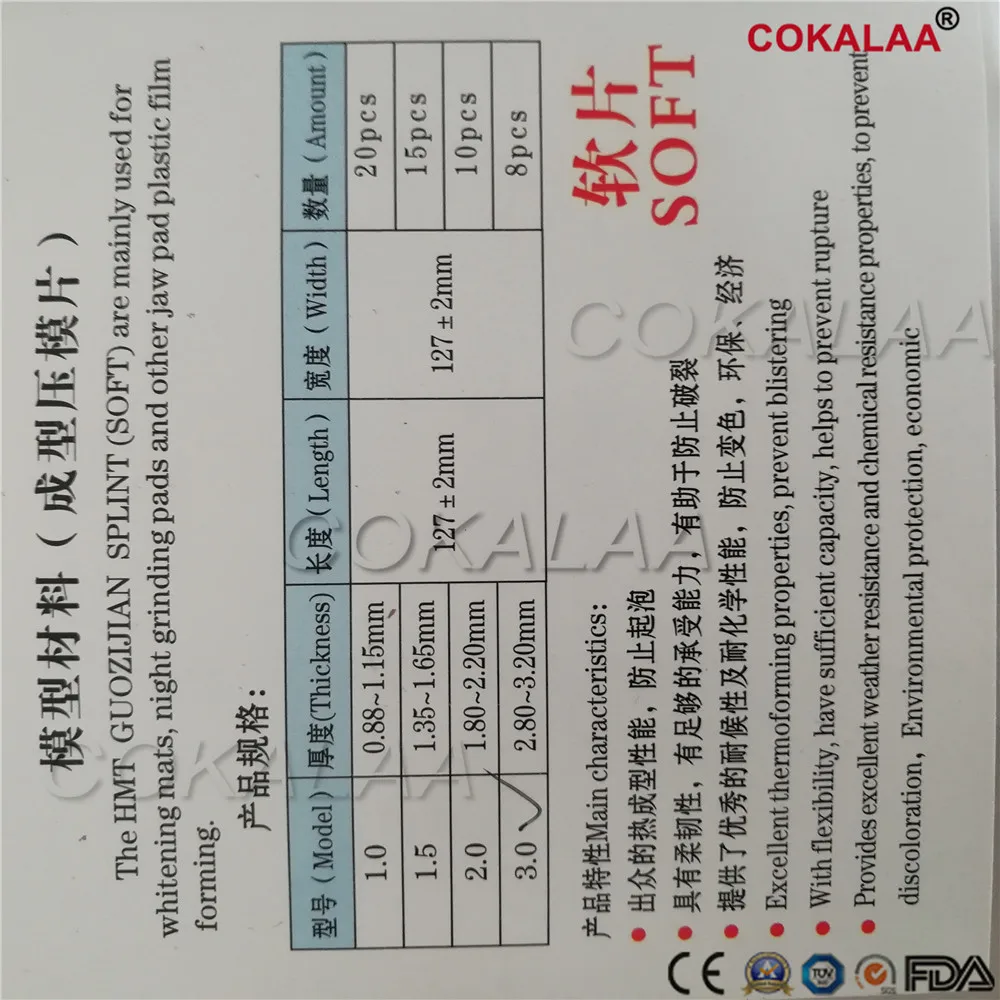 COKALAA®
模型材料（成型压模片）
The HMT GUOZIJIAN SPLINT (SOFT) are mainly used for
whitening mats, night grinding pads and other jaw pad plastic film
forming.
产品规格：
型号（Model） 厚度(Thickness) 长度（Length） 宽度（Width） 数量（Amount）
1.0 0.88~1.15mm 127±2mm 127±2mm 20pcs
1.5 1.35~1.65mm 15pcs
2.0 1.80~2.20mm 10pcs
3.0 ✓ 2.80~3.20mm 8pcs
软片
SOFT
产品特性Main characteristics:
● 出众的热成型性能，防止起泡
● 具有柔韧性，有足够的承受能力，有助于防止破裂
● 提供了优秀的耐候性及耐化学性能，防止变色，环保、经济
● Excellent thermoforming properties, prevent blistering
● With flexibility, have sufficient capacity, helps to prevent rupture
● Provides excellent weather resistance and chemical resistance properties, to prevent
discoloration，Environmental protection, economic
COKALAA
COKALAA
COKALAA
CE TUV SGS FDA